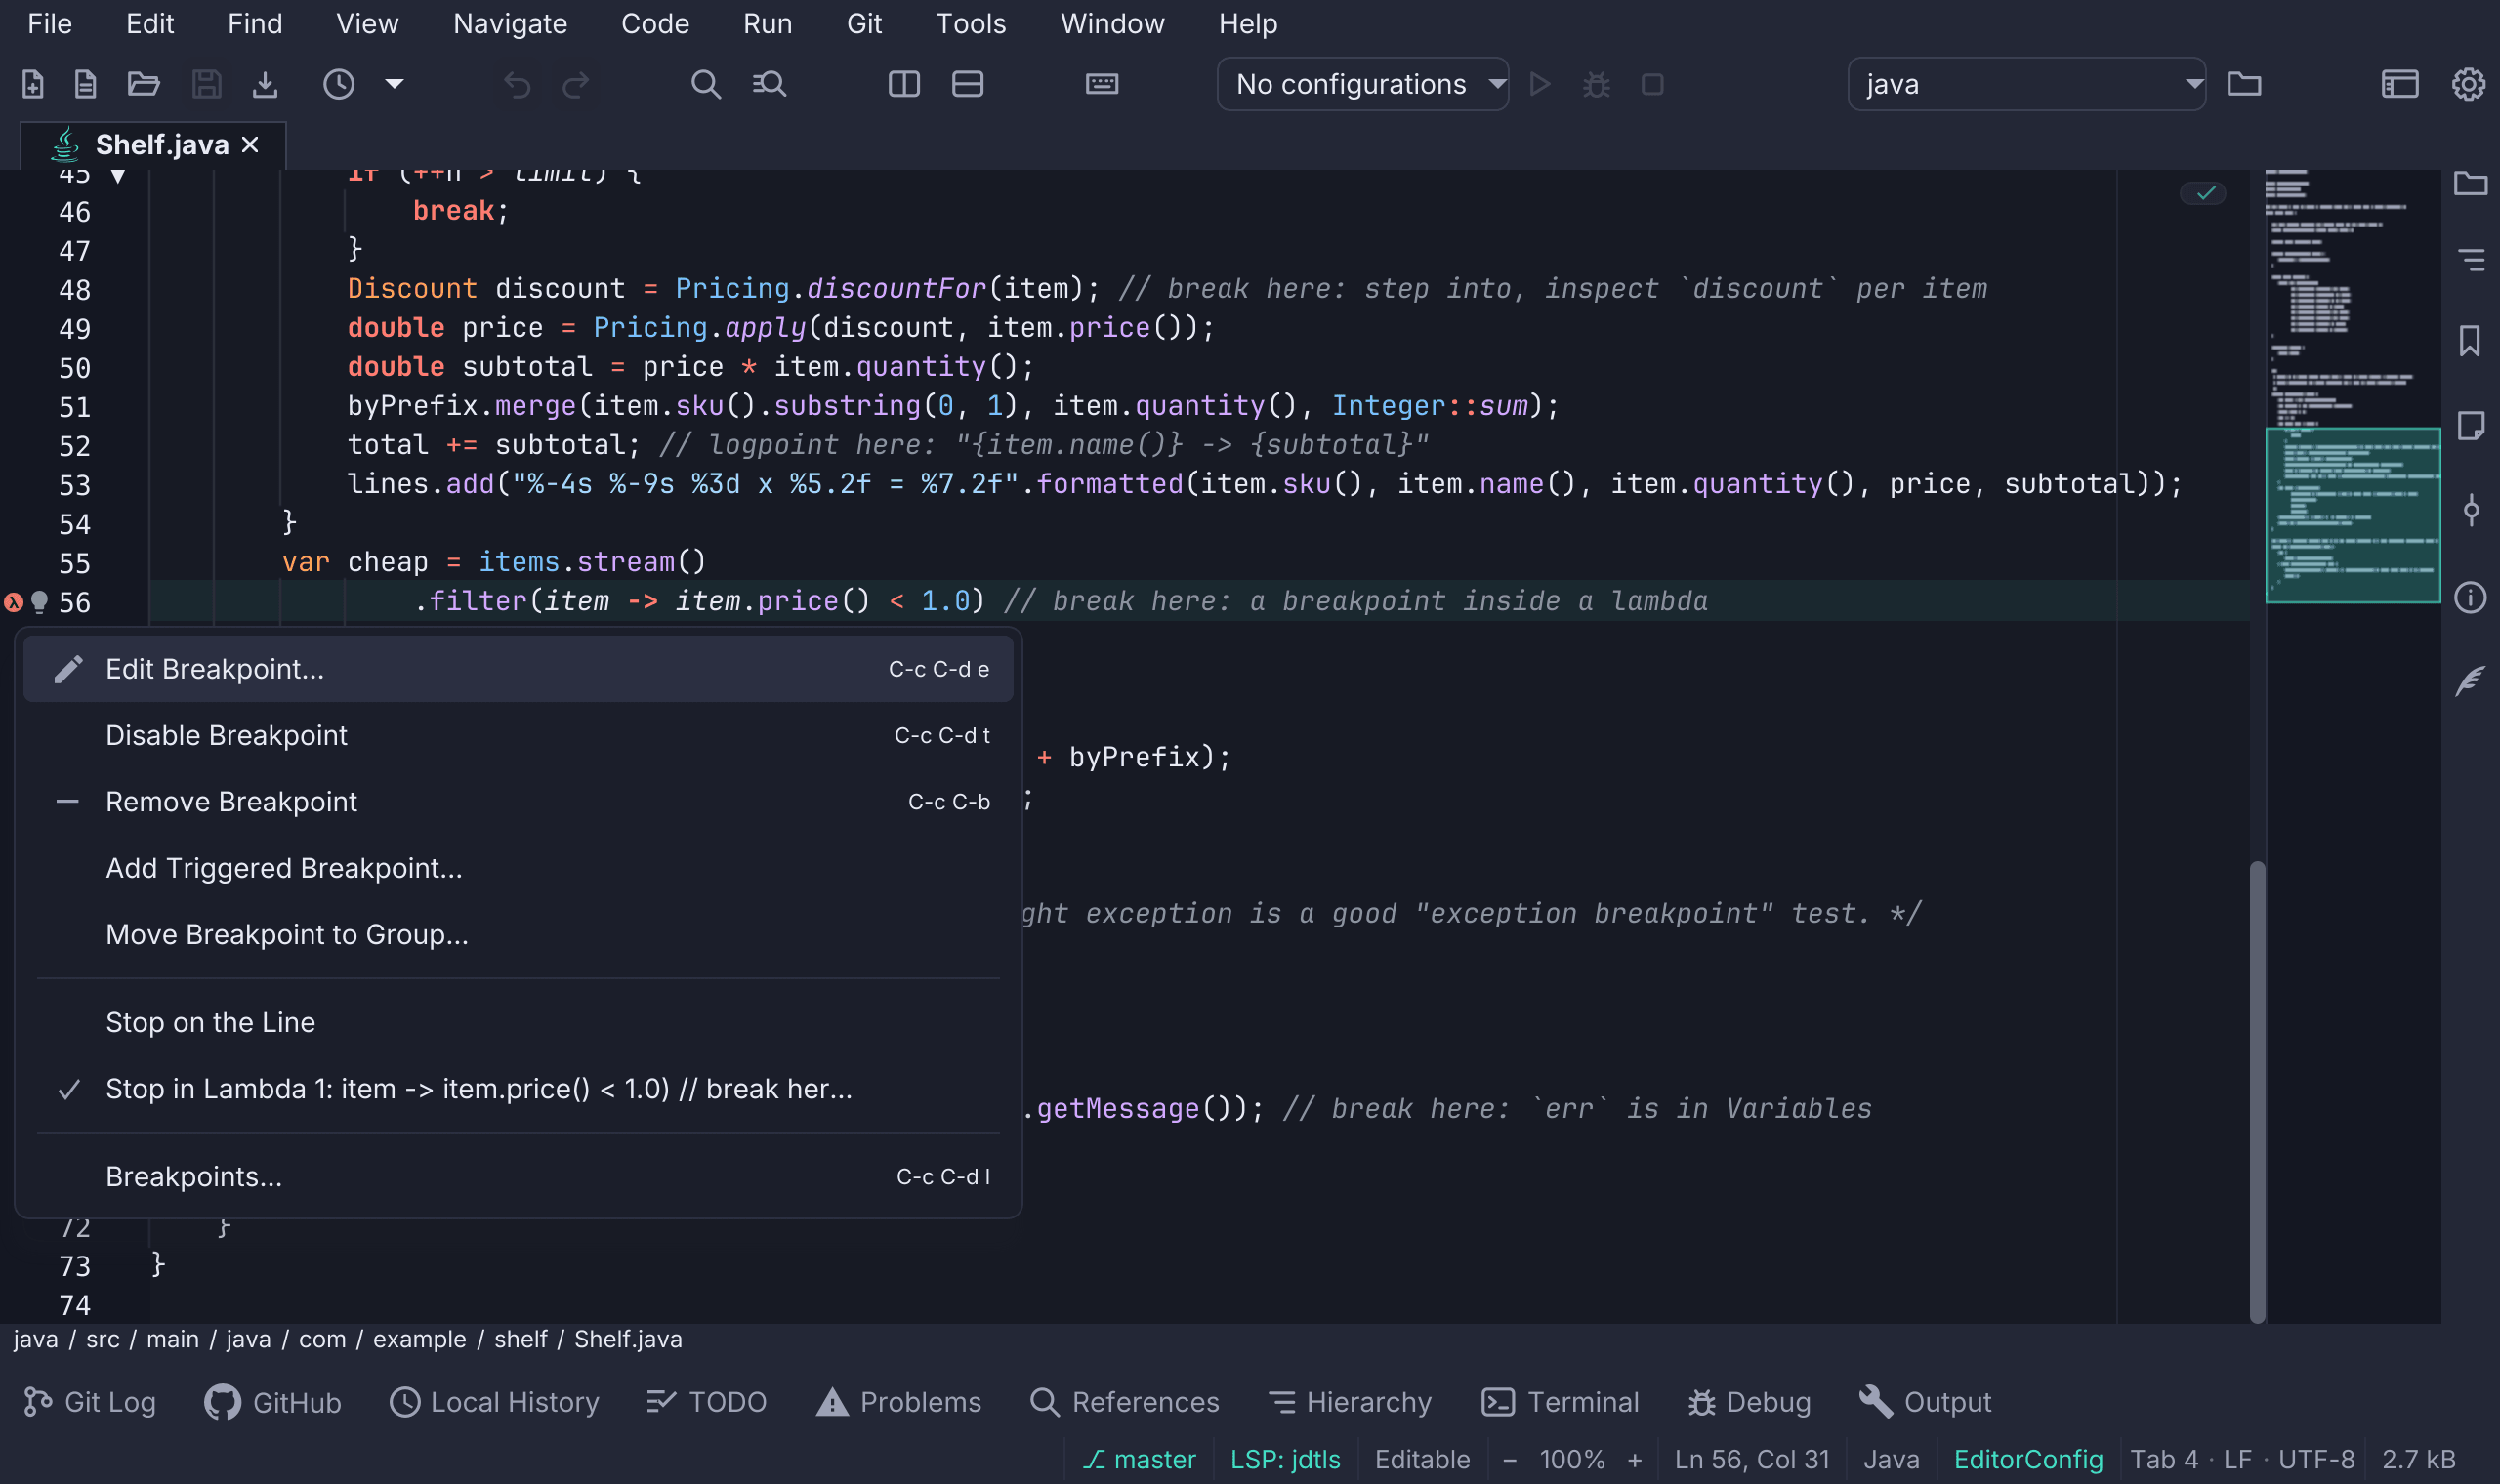 File Edit Find View Navigate Code Run Git Tools Window Help
No configurations java
Shelf.java
45 if (++n > limit) {
46 break;
47 }
48 Discount discount = Pricing.discountFor(item); // break here: step into, inspect `discount` per item
49 double price = Pricing.apply(discount, item.price());
50 double subtotal = price * item.quantity();
51 byPrefix.merge(item.sku().substring(0, 1), item.quantity(), Integer::sum);
52 total += subtotal; // logpoint here: "{item.name()} -> {subtotal}"
53 lines.add("%-4s %-9s %3d x %5.2f = %7.2f".formatted(item.sku(), item.name(), item.quantity(), price, subtotal));
54 }
55 var cheap = items.stream()
56 .filter(item -> item.price() < 1.0) // break here: a breakpoint inside a lambda
Edit Breakpoint... C-c C-d e
Disable Breakpoint C-c C-d t
+ byPrefix);
Remove Breakpoint C-c C-b
;
Add Triggered Breakpoint...
Move Breakpoint to Group...
ght exception is a good "exception breakpoint" test. */
Stop on the Line
Stop in Lambda 1: item -> item.price() < 1.0) // break her...
.getMessage()); // break here: `err` is in Variables
Breakpoints... C-c C-d l
72 }
73 }
74
java / src / main / java / com / example / shelf / Shelf.java
Git Log GitHub Local History TODO Problems References Hierarchy Terminal Debug Output
master LSP: jdtls Editable − 100% + Ln 56, Col 31 Java EditorConfig Tab 4 · LF · UTF-8 2.7 kB